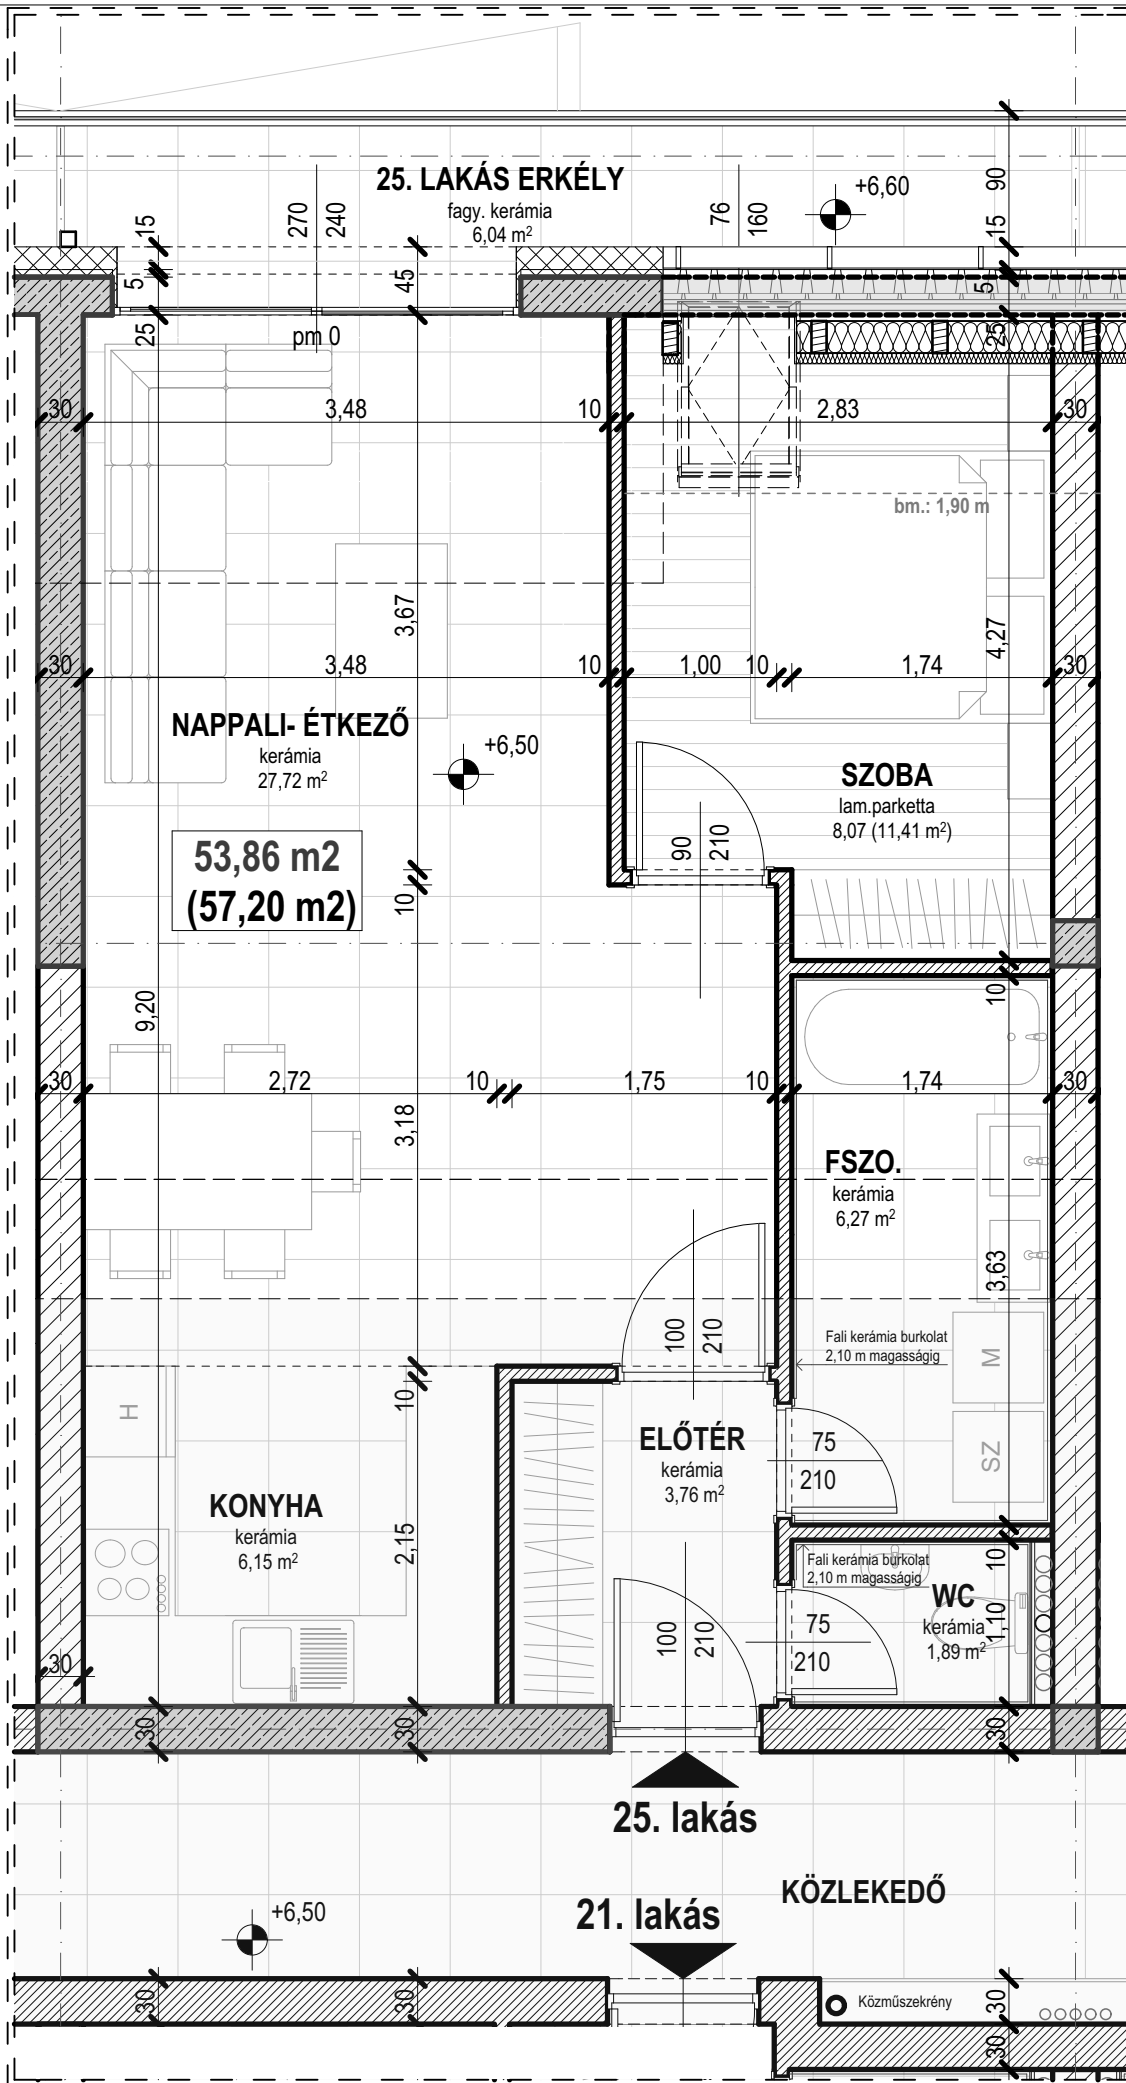 25. LAKÁS ERKÉLY
fagy. kerámia
6,04 m²
270
240
76
160
+6,60
90
15
15
5
45
5
25
pm 0
25
30
3,48
10
2,83
30
bm.: 1,90 m
3,67
4,27
30
3,48
10
1,00
10
1,74
30
NAPPALI- ÉTKEZŐ
kerámia
27,72 m²
+6,50
SZOBA
lam.parketta
8,07 (11,41 m²)
53,86 m2
(57,20 m2)
90
210
10
9,20
10
30
2,72
10
1,75
10
1,74
30
3,18
FSZO.
kerámia
6,27 m²
3,63
100
210
Fali kerámia burkolat
2,10 m magasságig
M
H
10
ELŐTÉR
kerámia
3,76 m²
75
210
SZ
KONYHA
kerámia
6,15 m²
2,15
10
Fali kerámia burkolat
2,10 m magasságig
WC
kerámia
1,89 m²
1,10
100
210
75
210
30
30
30
30
25. lakás
KÖZLEKEDŐ
21. lakás
+6,50
30
30
Közműszekrény
30
30